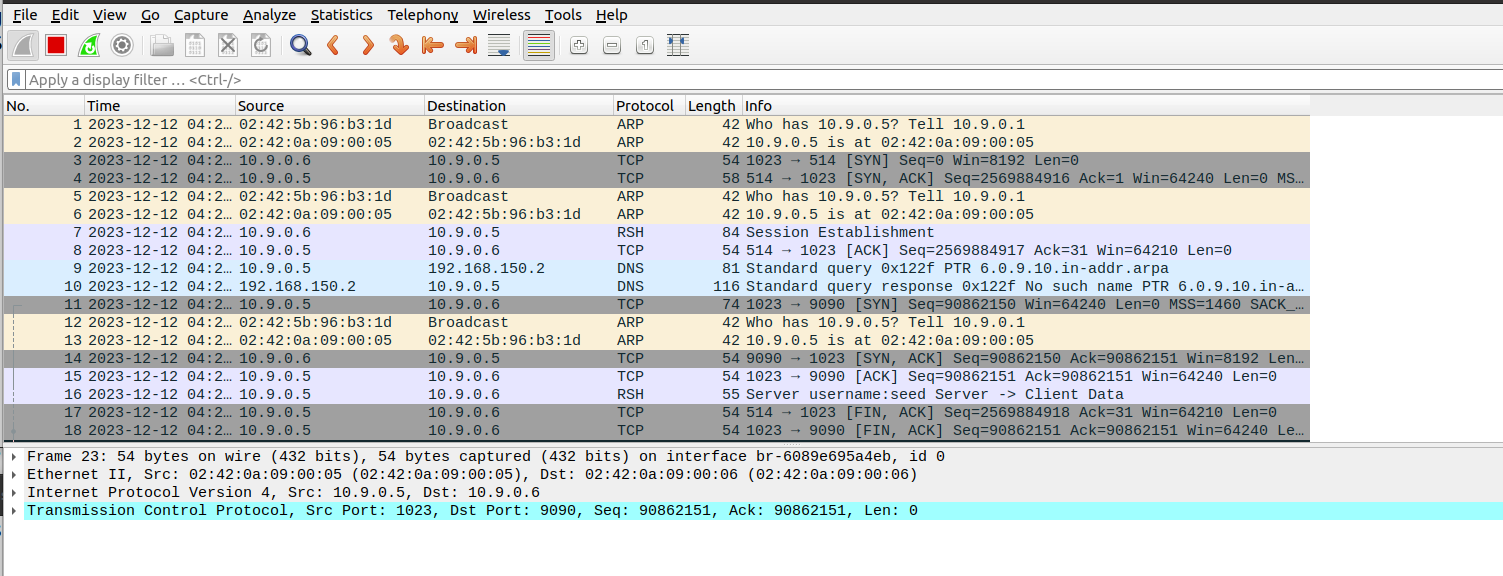 File Edit View Go Capture Analyze Statistics Telephony Wireless Tools Help
Apply a display filter … <Ctrl-/>
No. Time Source Destination Protocol Length Info
1 2023-12-12 04:2… 02:42:5b:96:b3:1d Broadcast ARP 42 Who has 10.9.0.5? Tell 10.9.0.1
2 2023-12-12 04:2… 02:42:0a:09:00:05 02:42:5b:96:b3:1d ARP 42 10.9.0.5 is at 02:42:0a:09:00:05
3 2023-12-12 04:2… 10.9.0.6 10.9.0.5 TCP 54 1023 → 514 [SYN] Seq=0 Win=8192 Len=0
4 2023-12-12 04:2… 10.9.0.5 10.9.0.6 TCP 58 514 → 1023 [SYN, ACK] Seq=2569884916 Ack=1 Win=64240 Len=0 MS…
5 2023-12-12 04:2… 02:42:5b:96:b3:1d Broadcast ARP 42 Who has 10.9.0.5? Tell 10.9.0.1
6 2023-12-12 04:2… 02:42:0a:09:00:05 02:42:5b:96:b3:1d ARP 42 10.9.0.5 is at 02:42:0a:09:00:05
7 2023-12-12 04:2… 10.9.0.6 10.9.0.5 RSH 84 Session Establishment
8 2023-12-12 04:2… 10.9.0.5 10.9.0.6 TCP 54 514 → 1023 [ACK] Seq=2569884917 Ack=31 Win=64210 Len=0
9 2023-12-12 04:2… 10.9.0.5 192.168.150.2 DNS 81 Standard query 0x122f PTR 6.0.9.10.in-addr.arpa
10 2023-12-12 04:2… 192.168.150.2 10.9.0.5 DNS 116 Standard query response 0x122f No such name PTR 6.0.9.10.in-a…
11 2023-12-12 04:2… 10.9.0.5 10.9.0.6 TCP 74 1023 → 9090 [SYN] Seq=90862150 Win=64240 Len=0 MSS=1460 SACK_…
12 2023-12-12 04:2… 02:42:5b:96:b3:1d Broadcast ARP 42 Who has 10.9.0.5? Tell 10.9.0.1
13 2023-12-12 04:2… 02:42:0a:09:00:05 02:42:5b:96:b3:1d ARP 42 10.9.0.5 is at 02:42:0a:09:00:05
14 2023-12-12 04:2… 10.9.0.6 10.9.0.5 TCP 54 9090 → 1023 [SYN, ACK] Seq=90862150 Ack=90862151 Win=8192 Len…
15 2023-12-12 04:2… 10.9.0.5 10.9.0.6 TCP 54 1023 → 9090 [ACK] Seq=90862151 Ack=90862151 Win=64240 Len=0
16 2023-12-12 04:2… 10.9.0.5 10.9.0.6 RSH 55 Server username:seed Server -> Client Data
17 2023-12-12 04:2… 10.9.0.5 10.9.0.6 TCP 54 514 → 1023 [FIN, ACK] Seq=2569884918 Ack=31 Win=64210 Len=0
18 2023-12-12 04:2… 10.9.0.5 10.9.0.6 TCP 54 1023 → 9090 [FIN, ACK] Seq=90862151 Ack=90862151 Win=64240 Le…
Frame 23: 54 bytes on wire (432 bits), 54 bytes captured (432 bits) on interface br-6089e695a4eb, id 0
Ethernet II, Src: 02:42:0a:09:00:05 (02:42:0a:09:00:05), Dst: 02:42:0a:09:00:06 (02:42:0a:09:00:06)
Internet Protocol Version 4, Src: 10.9.0.5, Dst: 10.9.0.6
Transmission Control Protocol, Src Port: 1023, Dst Port: 9090, Seq: 90862151, Ack: 90862151, Len: 0